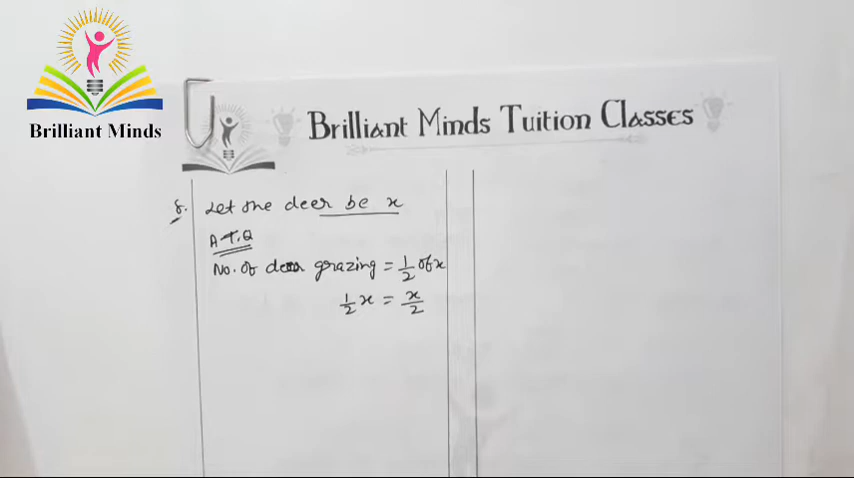 Brilliant Minds
Brilliant Minds Tuition Classes
8. Let the deer be x
A.T.Q
No. of deer grazing = 1/2 of x
1/2 x = x/2